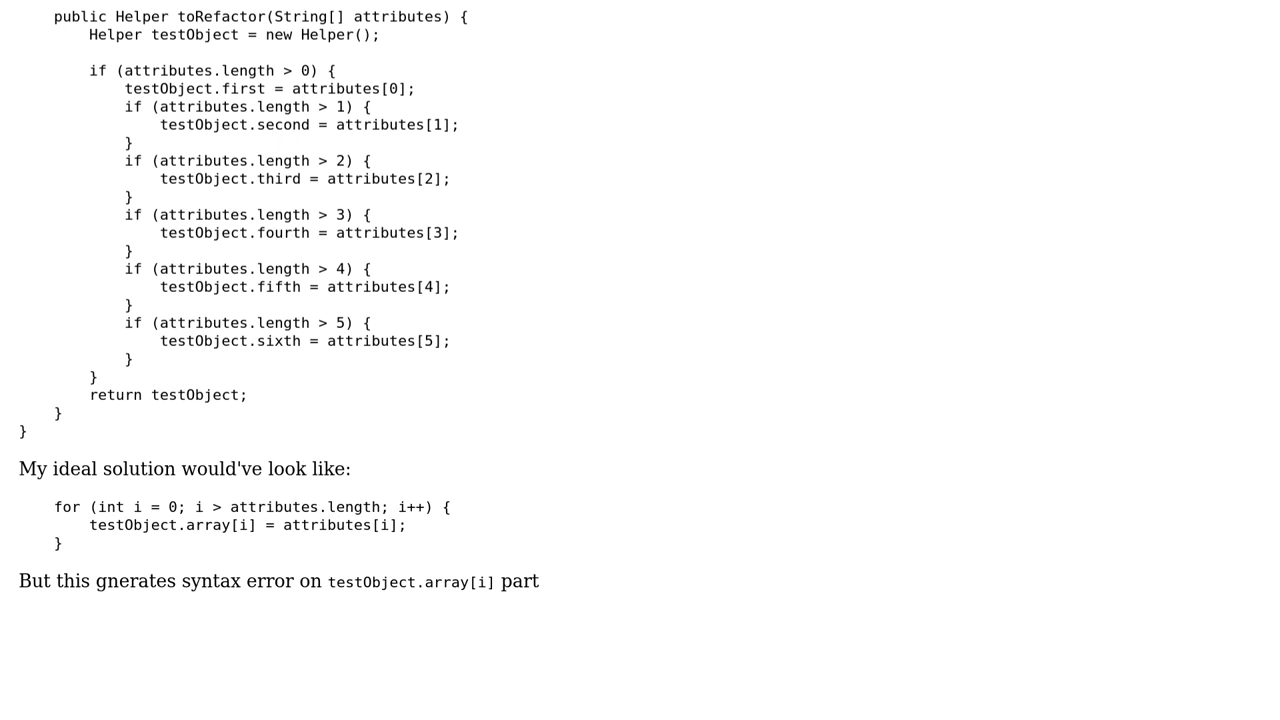 public Helper toRefactor(String[] attributes) {
        Helper testObject = new Helper();

        if (attributes.length > 0) {
            testObject.first = attributes[0];
            if (attributes.length > 1) {
                testObject.second = attributes[1];
            }
            if (attributes.length > 2) {
                testObject.third = attributes[2];
            }
            if (attributes.length > 3) {
                testObject.fourth = attributes[3];
            }
            if (attributes.length > 4) {
                testObject.fifth = attributes[4];
            }
            if (attributes.length > 5) {
                testObject.sixth = attributes[5];
            }
        }
        return testObject;
    }
}
My ideal solution would've look like:
    for (int i = 0; i > attributes.length; i++) {
        testObject.array[i] = attributes[i];
    }
But this gnerates syntax error on testObject.array[i] part